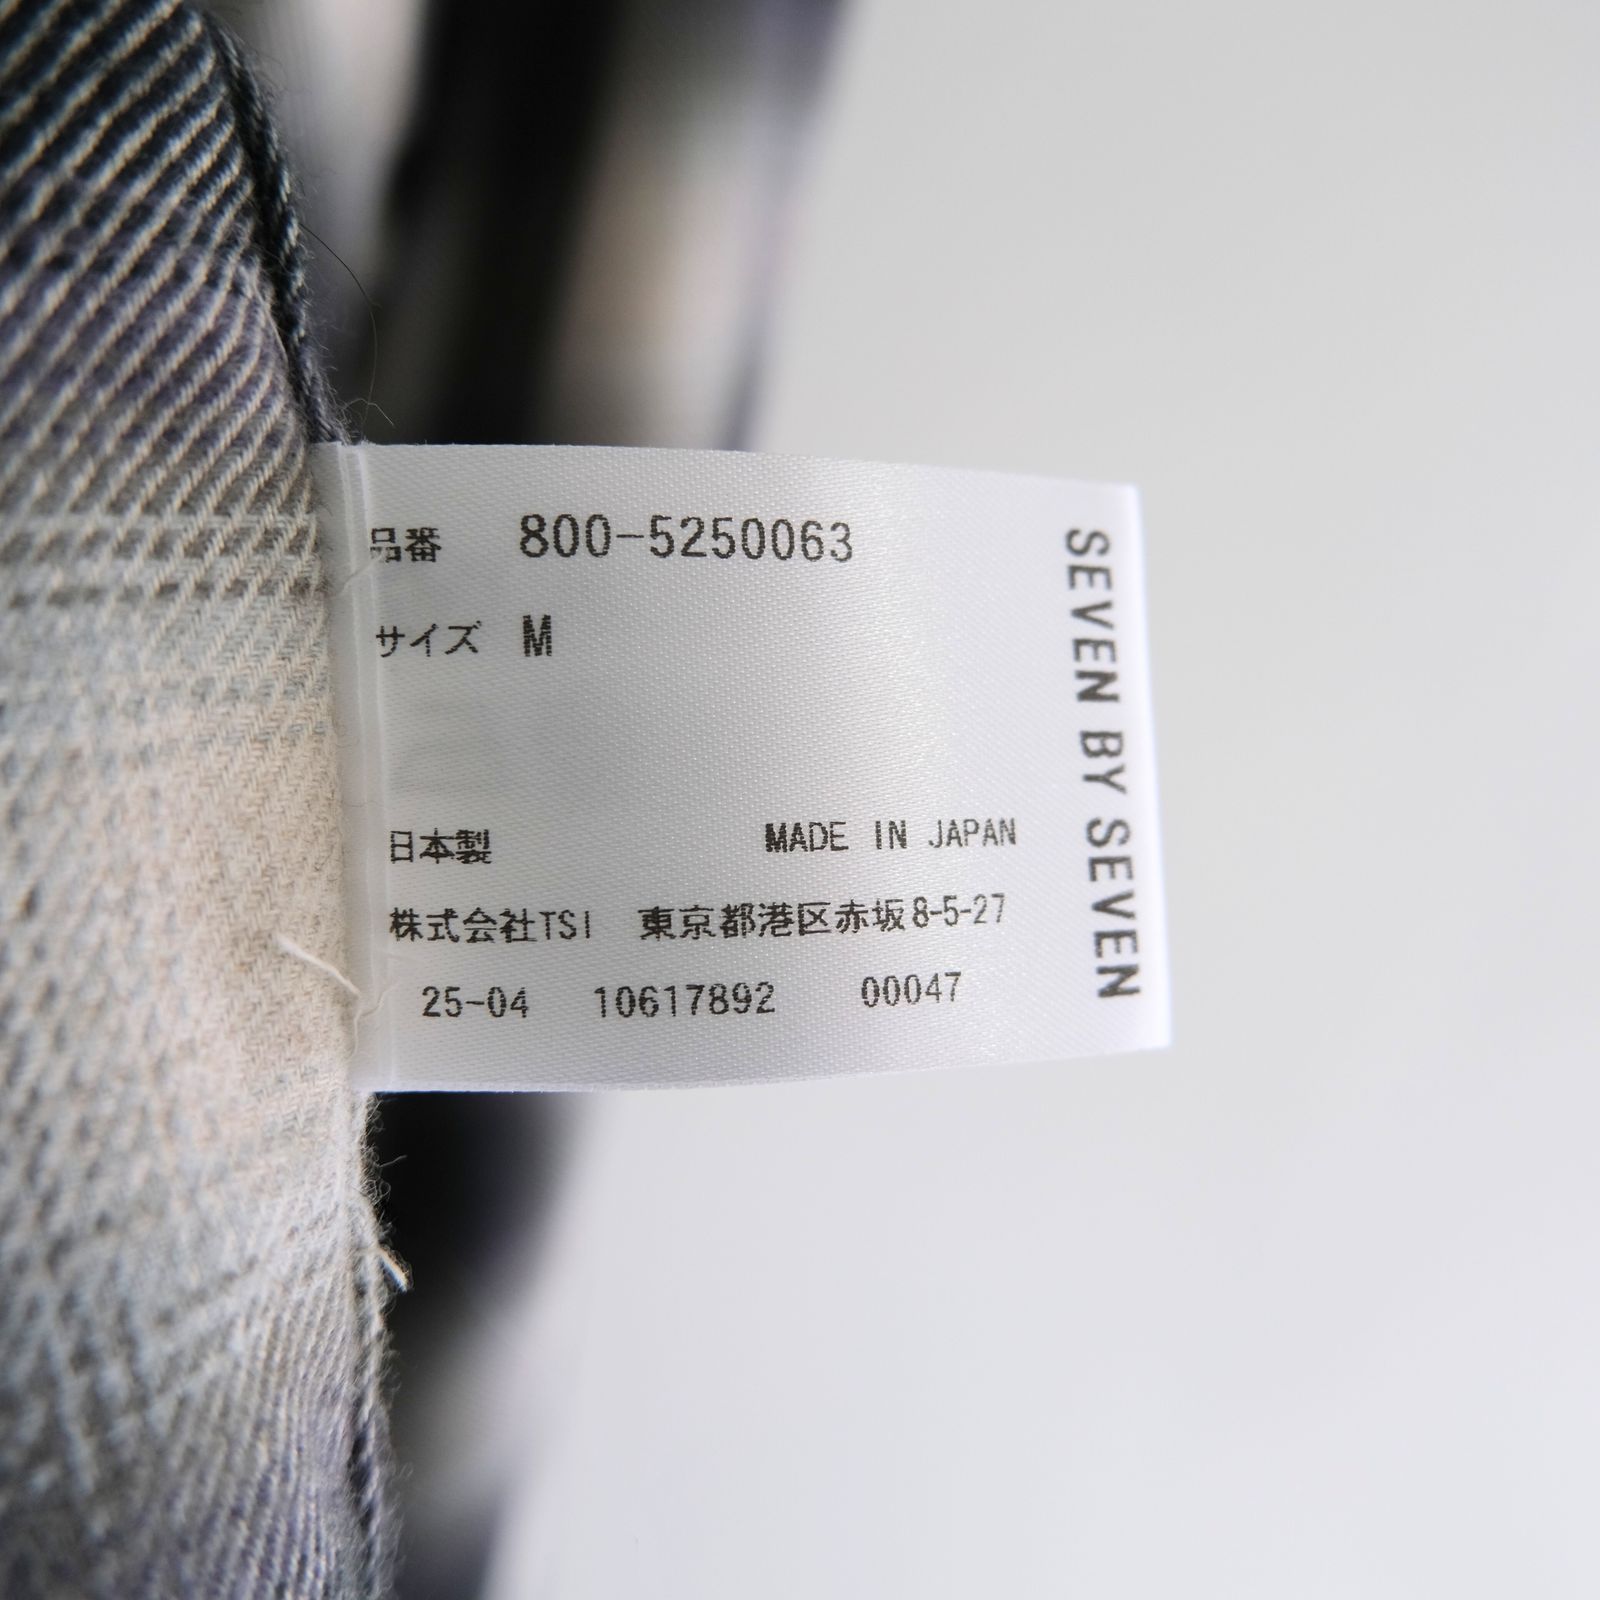 品番 800-5250063
サイズ M
日本製 MADE IN JAPAN
株式会社TSI 東京都港区赤坂8-5-27
25-04 10617892 00047
SEVEN BY SEVEN